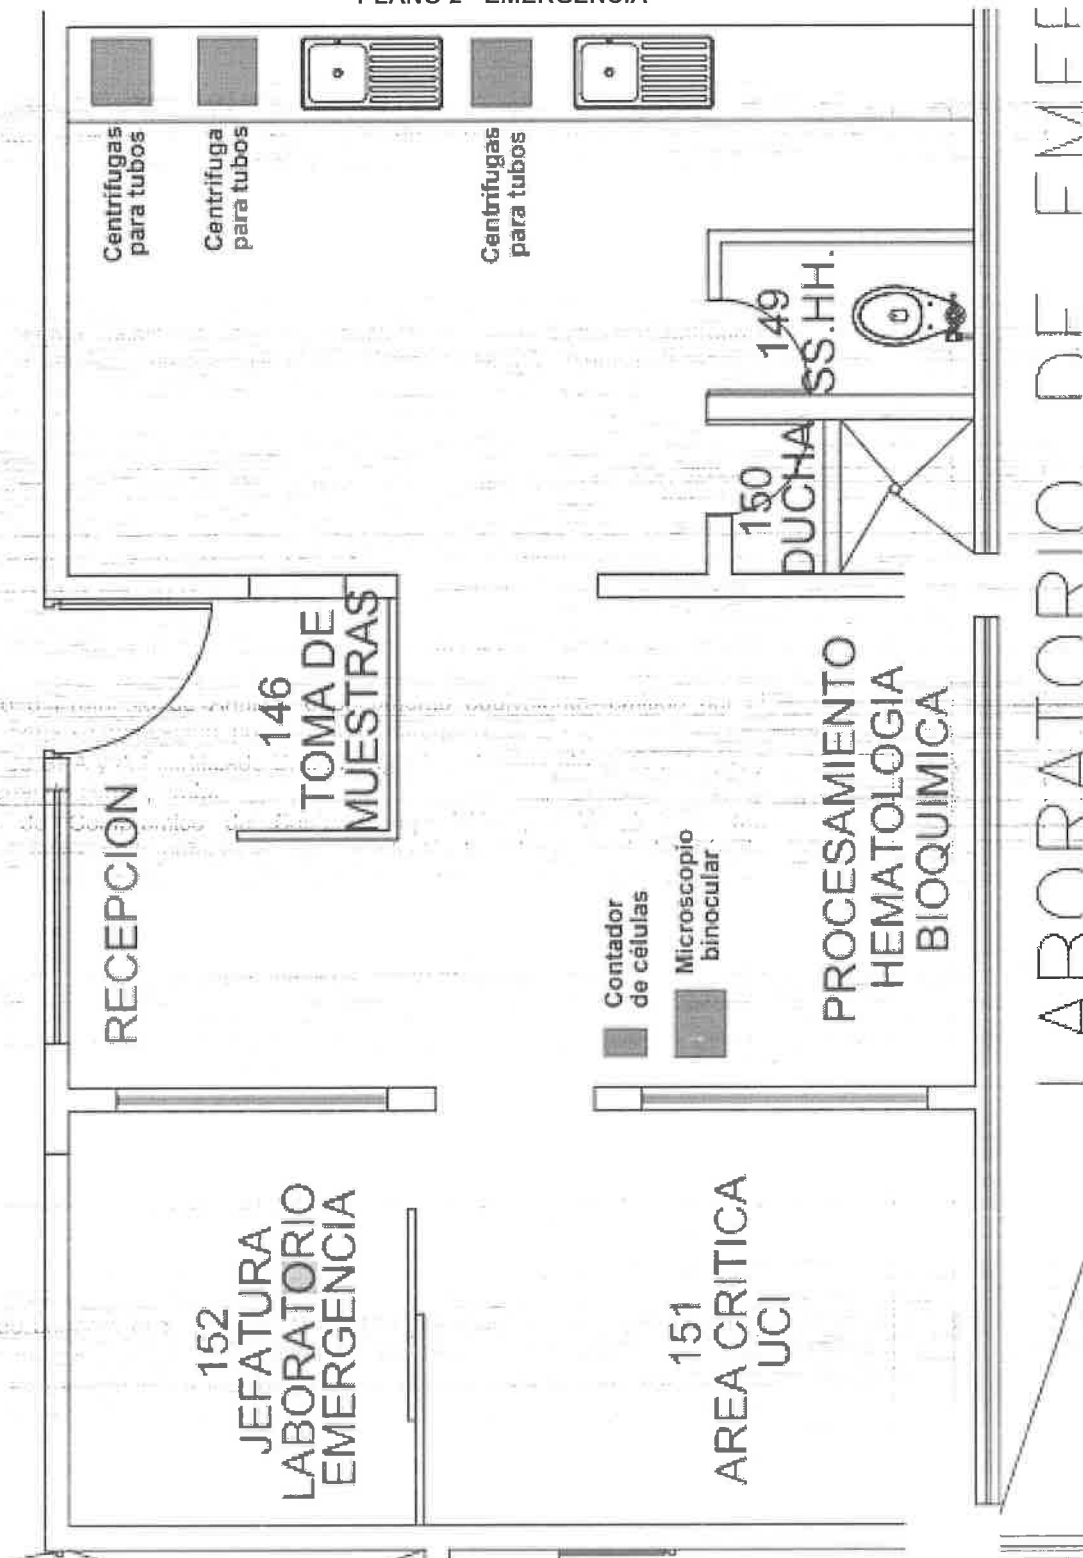 PLANO 2 - EMERGENCIA
Centrifugas
para tubos
Centrifuga
para tubos
Centrifugas
para tubos
149
SS.HH.
150
DUCHA
146
TOMA DE
MUESTRAS
RECEPCION
Contador
de células
Microscopio
binocular
PROCESAMIENTO
HEMATOLOGIA
BIOQUIMICA
152
JEFATURA
LABORATORIO
EMERGENCIA
151
AREA CRITICA
UCI
LABORATORIO DE EMER